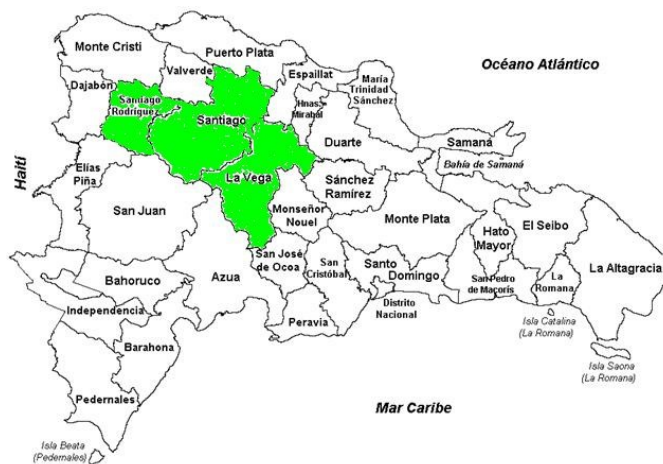 Monte Cristi
Puerto Plata
Océano Atlántico
Valverde
Espaillat
María
Trinidad
Sánchez
Dajabón
Santiago
Rodríguez
Hnas.
Mirabal
Santiago
Duarte
Samaná
Bahía de Samaná
Haití
Elías
Piña
La Vega
Sánchez
Ramírez
San Juan
Monseñor
Nouel
Monte Plata
Hato
Mayor
El Seibo
San José
de Ocoa
San
Cristóbal
Santo
Domingo
La Altagracia
Bahoruco
Azua
San Pedro
de Macorís
La
Romana
Independencia
Distrito
Nacional
Peravia
Isla Catalina
(La Romana)
Barahona
Isla Saona
(La Romana)
Pedernales
Mar Caribe
Isla Beata
(Pedernales)